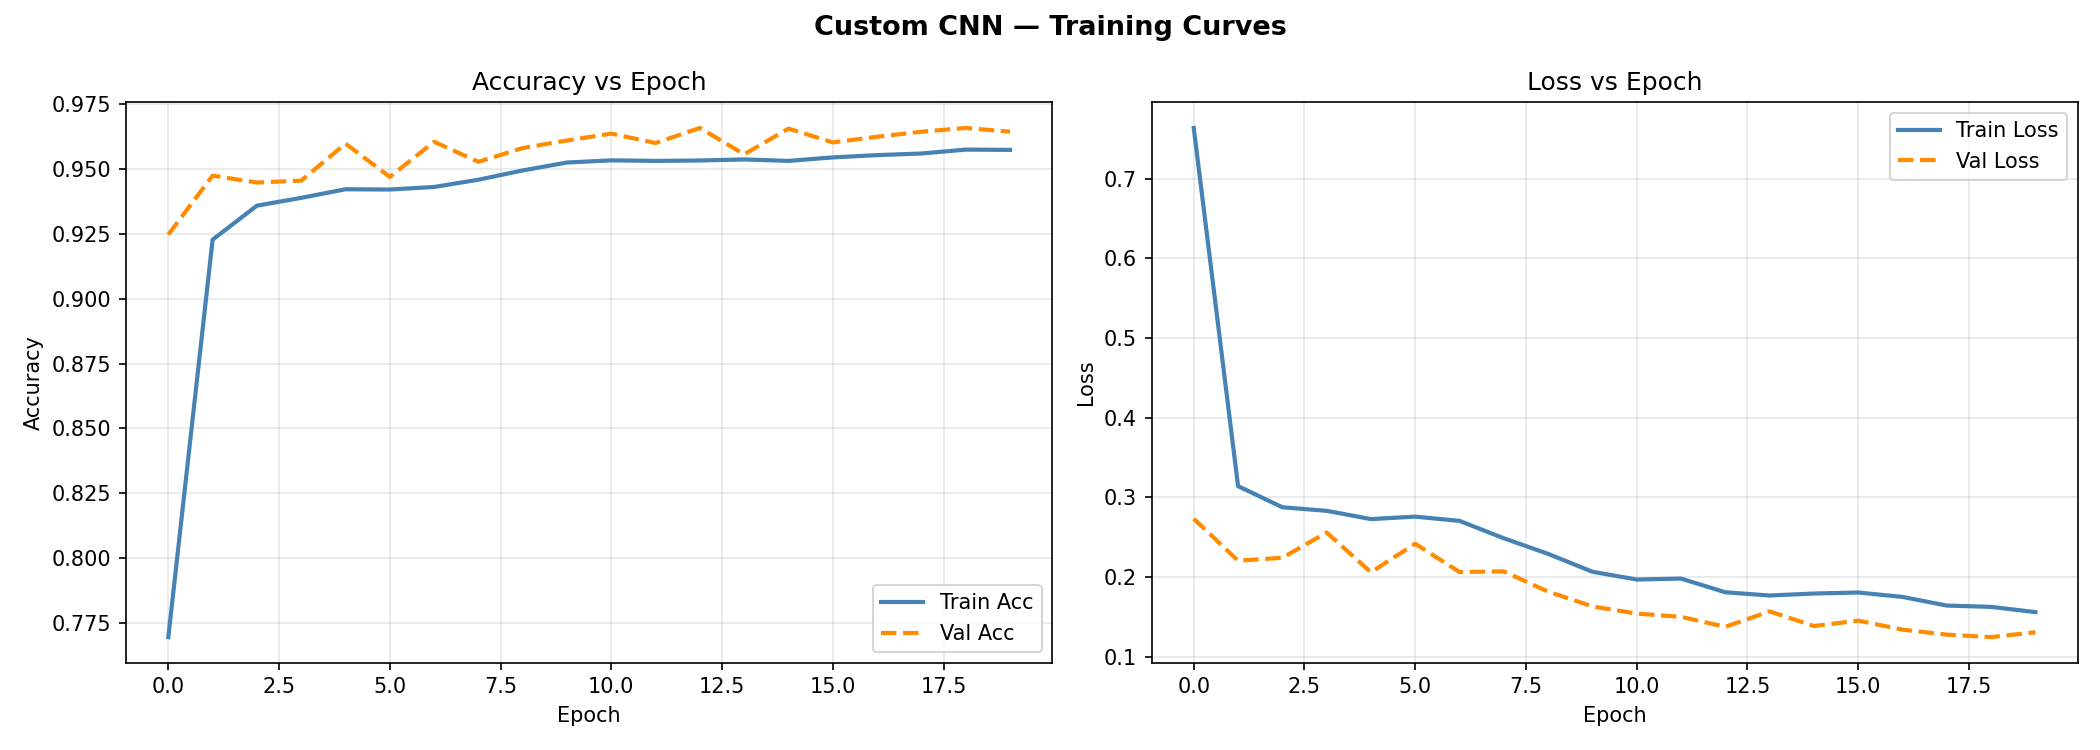 Custom CNN — Training Curves
Accuracy vs Epoch
0.975
0.950
0.925
0.900
0.875
0.850
0.825
0.800
0.775
Accuracy
Train Acc
Val Acc
0.0 2.5 5.0 7.5 10.0 12.5 15.0 17.5
Epoch
Loss vs Epoch
Train Loss
Val Loss
0.7
0.6
0.5
0.4
0.3
0.2
0.1
Loss
0.0 2.5 5.0 7.5 10.0 12.5 15.0 17.5
Epoch